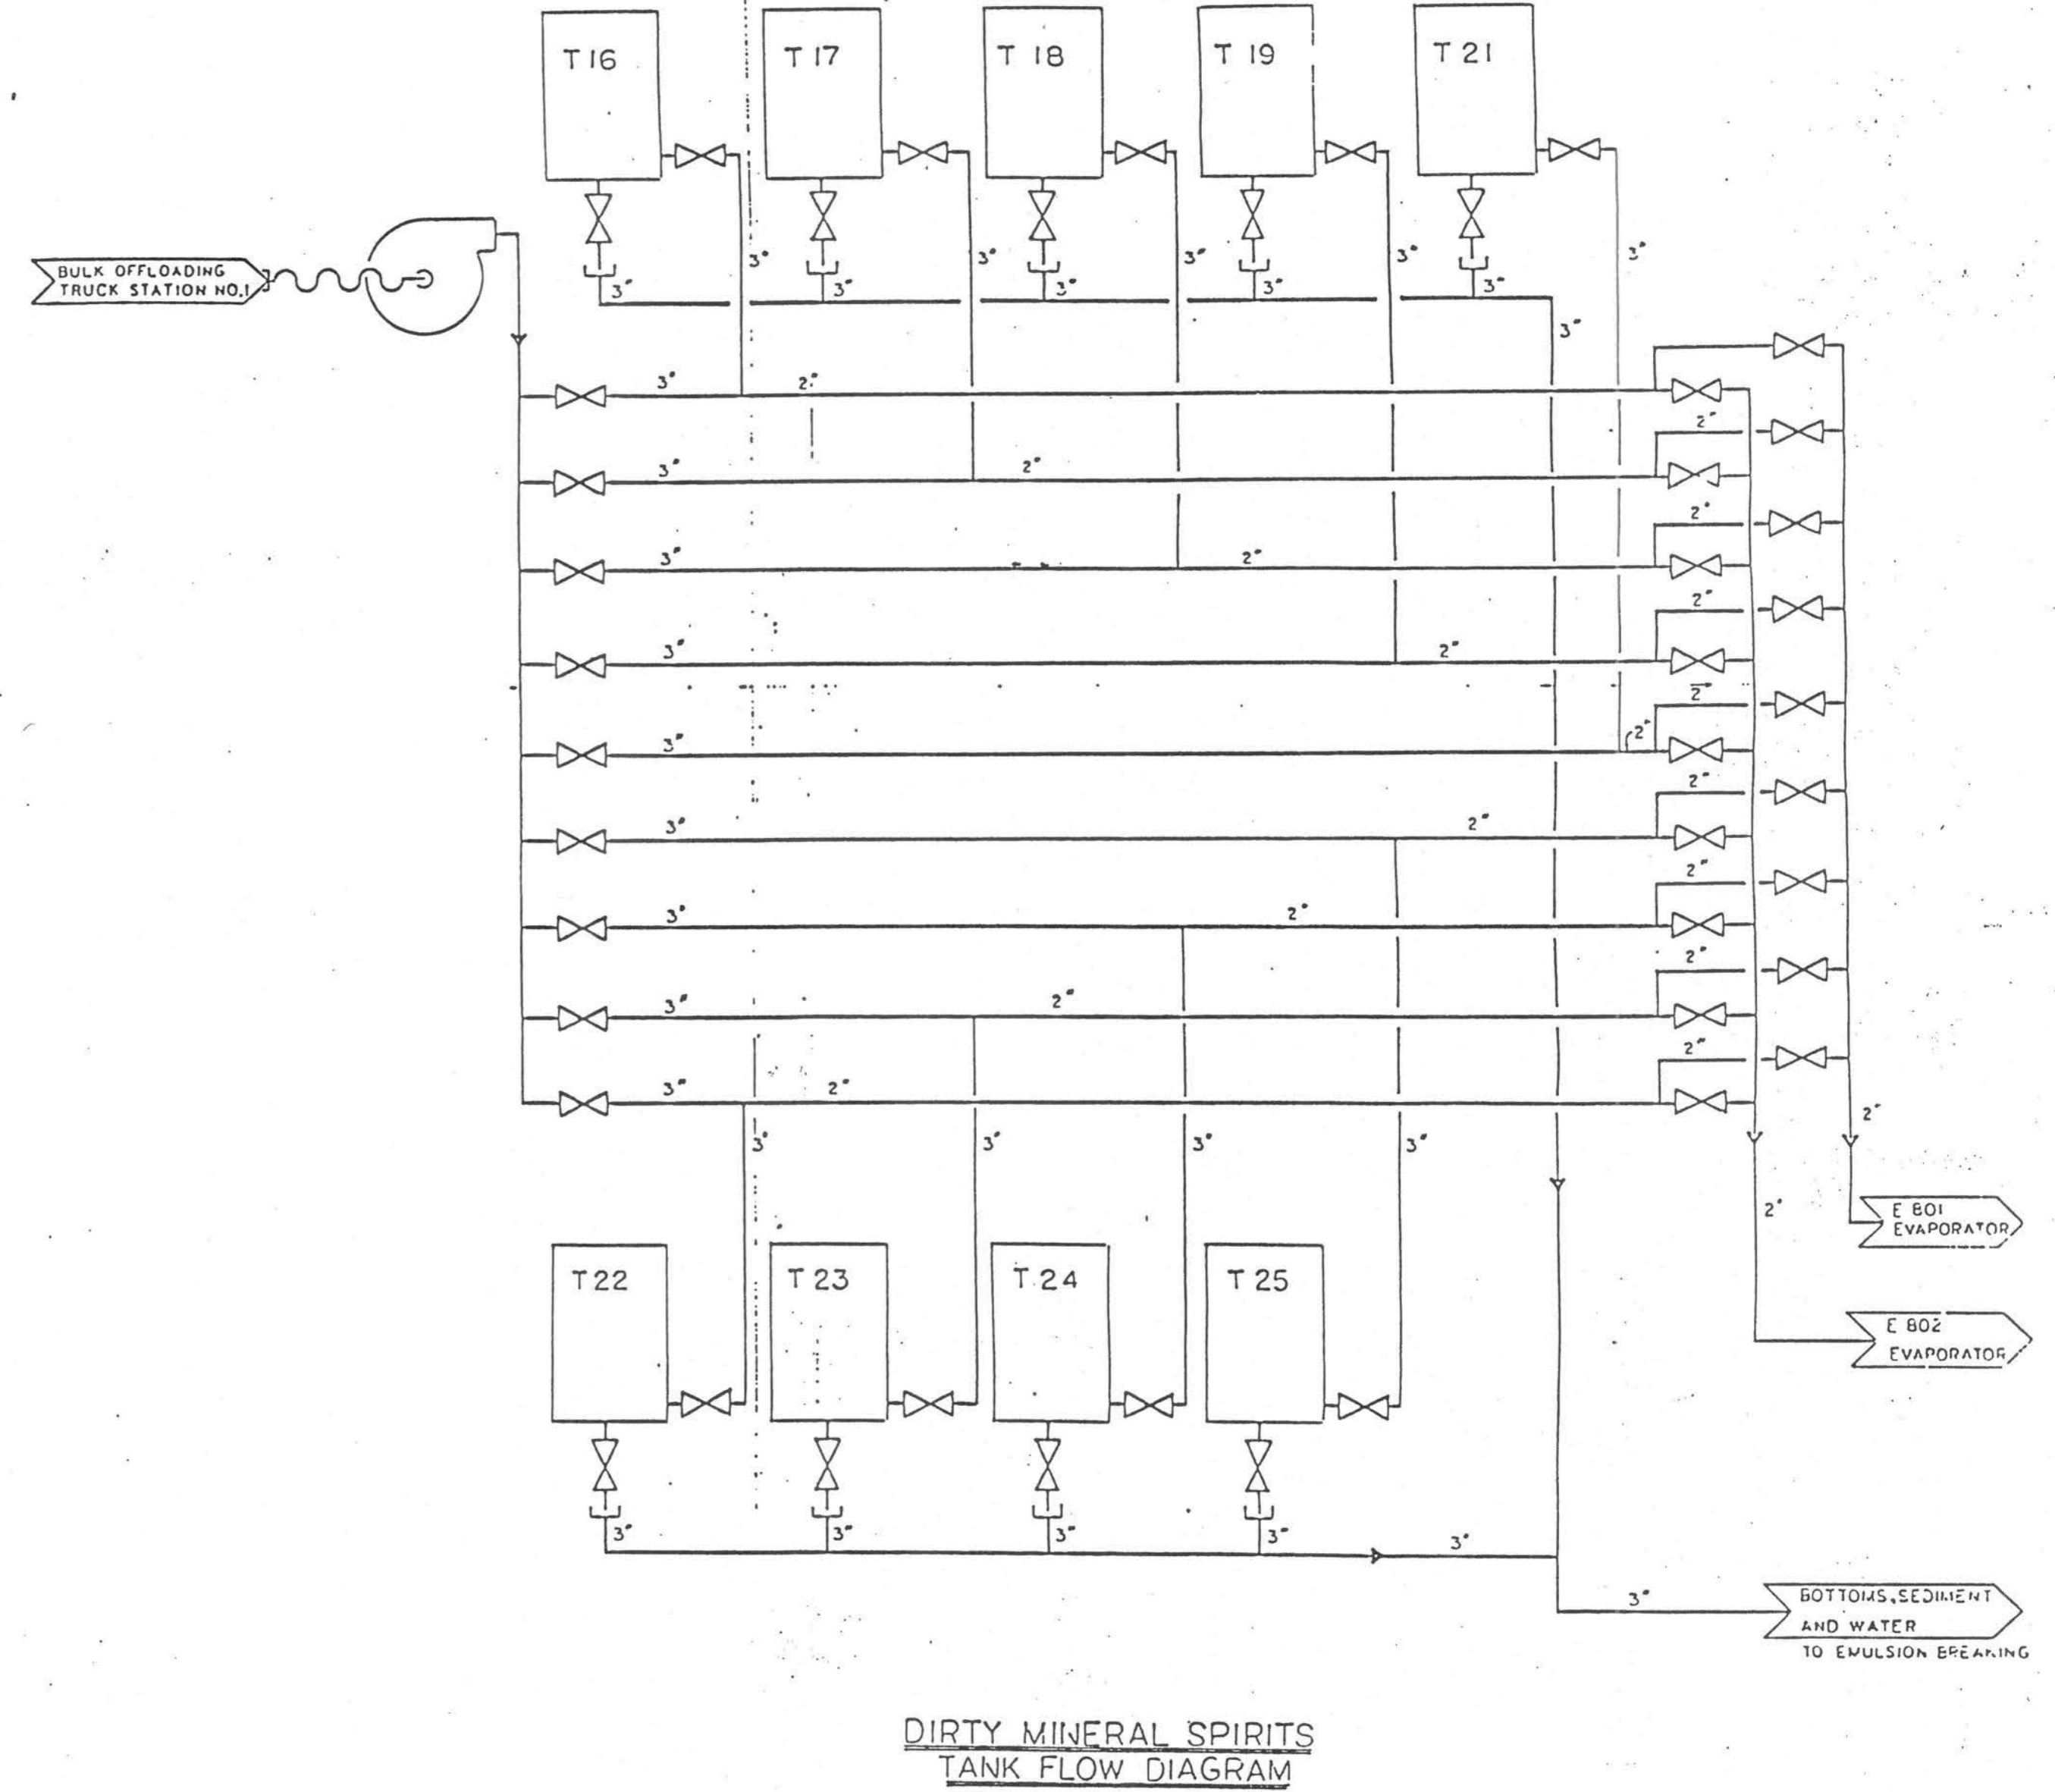 T 16
T 17
T 18
T 19
T 21
BULK OFFLOADING
TRUCK STATION NO.1
3"
3"
3"
3"
3"
3"
3"
3"
3"
3"
3"
3"
2"
2"
3"
2"
2"
3"
2"
2"
3"
2"
2"
3"
2"
2"
3"
2"
2"
3"
2"
2"
3"
2"
2"
3"
2"
2"
3"
2"
3"
3"
3"
3"
2"
2"
E 801
EVAPORATOR
T 22
T 23
T 24
T 25
E 802
EVAPORATOR
3"
3"
3"
3"
3"
3"
BOTTOMS, SEDIMENT
AND WATER
TO EMULSION BREAKING
DIRTY MINERAL SPIRITS
TANK FLOW DIAGRAM